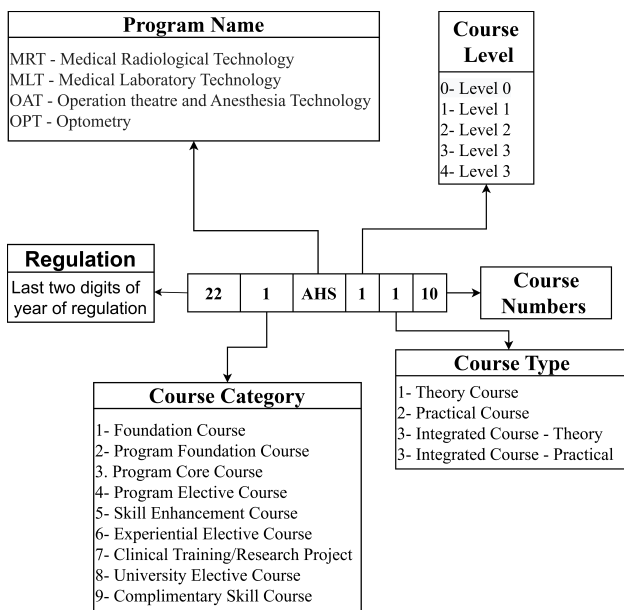 Program Name
MRT - Medical Radiological Technology
MLT - Medical Laboratory Technology
OAT - Operation theatre and Anesthesia Technology
OPT - Optometry
Course
Level
0- Level 0
1- Level 1
2- Level 2
3- Level 3
4- Level 3
Regulation
Last two digits of
year of regulation
22 1 AHS 1 1 10
Course
Numbers
Course Category
1- Foundation Course
2- Program Foundation Course
3. Program Core Course
4- Program Elective Course
5- Skill Enhancement Course
6- Experiential Elective Course
7- Clinical Training/Research Project
8- University Elective Course
9- Complimentary Skill Course
Course Type
1- Theory Course
2- Practical Course
3- Integrated Course - Theory
3- Integrated Course - Practical